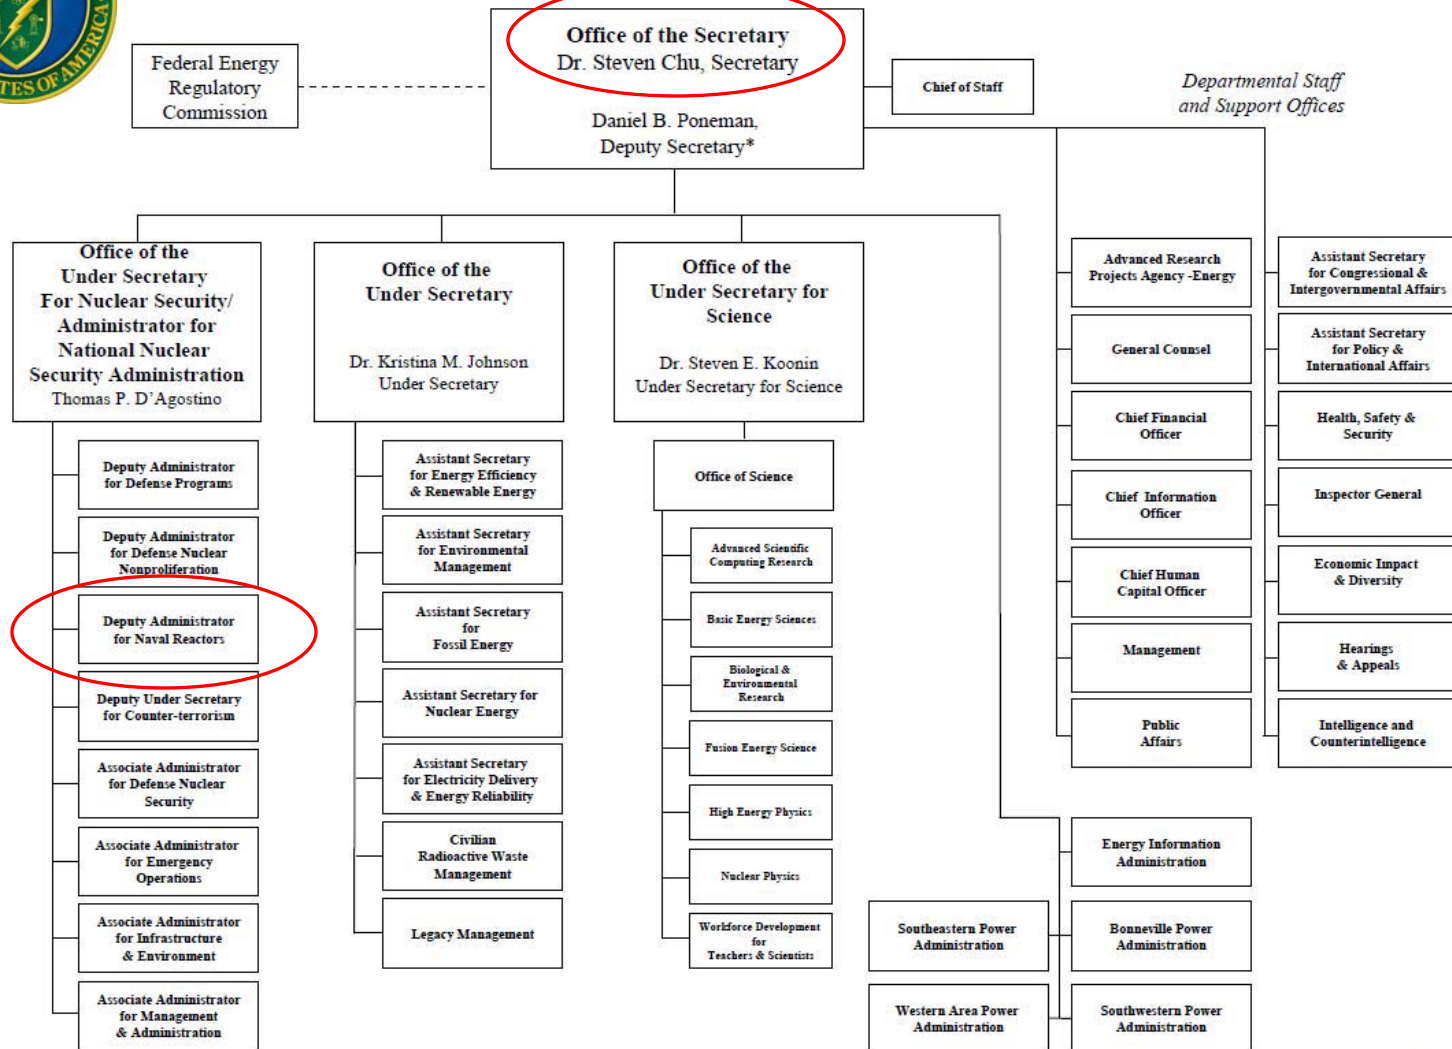 TES OF AMERICA
Federal Energy
Regulatory
Commission
Office of the Secretary
Dr. Steven Chu, Secretary
Daniel B. Poneman,
Deputy Secretary*
Chief of Staff
Departmental Staff
and Support Offices
Office of the
Under Secretary
For Nuclear Security/
Administrator for
National Nuclear
Security Administration
Thomas P. D'Agostino
Deputy Administrator
for Defense Programs
Deputy Administrator
for Defense Nuclear
Nonproliferation
Deputy Administrator
for Naval Reactors
Deputy Under Secretary
for Counter-terrorism
Associate Administrator
for Defense Nuclear
Security
Associate Administrator
for Emergency
Operations
Associate Administrator
for Infrastructure
& Environment
Associate Administrator
for Management
& Administration
Office of the
Under Secretary
Dr. Kristina M. Johnson
Under Secretary
Assistant Secretary
for Energy Efficiency
& Renewable Energy
Assistant Secretary
for Environmental
Management
Assistant Secretary
for
Fossil Energy
Assistant Secretary for
Nuclear Energy
Assistant Secretary
for Electricity Delivery
& Energy Reliability
Civilian
Radioactive Waste
Management
Legacy Management
Office of the
Under Secretary for
Science
Dr. Steven E. Koonin
Under Secretary for Science
Office of Science
Advanced Scientific
Computing Research
Basic Energy Sciences
Biological &
Environmental
Research
Fusion Energy Science
High Energy Physics
Nuclear Physics
Workforce Development
for
Teachers & Scientists
Advanced Research
Projects Agency -Energy
General Counsel
Chief Financial
Officer
Chief Information
Officer
Chief Human
Capital Officer
Management
Public
Affairs
Assistant Secretary
for Congressional &
Intergovernmental Affairs
Assistant Secretary
for Policy &
International Affairs
Health, Safety &
Security
Inspector General
Economic Impact
& Diversity
Hearings
& Appeals
Intelligence and
Counterintelligence
Energy Information
Administration
Southeastern Power
Administration
Bonneville Power
Administration
Western Area Power
Administration
Southwestern Power
Administration